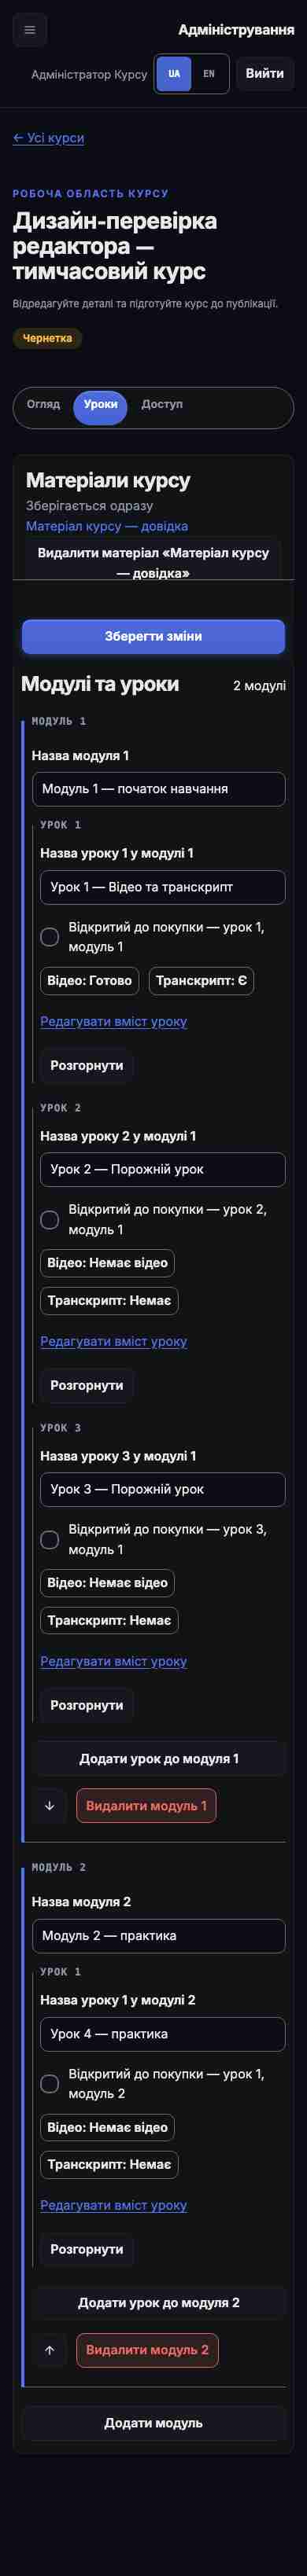 Адміністрування
Адміністратор Курсу
UA
EN
Вийти
← Усі курси
РОБОЧА ОБЛАСТЬ КУРСУ
Дизайн-перевірка
редактора —
тимчасовий курс
Відредагуйте деталі та підготуйте курс до публікації.
Чернетка
Огляд
Уроки
Доступ
Матеріали курсу
Зберігається одразу
Матеріал курсу — довідка
Видалити матеріал «Матеріал курсу
— довідка»
Зберегти зміни
Модулі та уроки
2 модулі
МОДУЛЬ 1
Назва модуля 1
Модуль 1 — початок навчання
УРОК 1
Назва уроку 1 у модулі 1
Урок 1 — Відео та транскрипт
Відкритий до покупки — урок 1,
модуль 1
Відео: Готово
Транскрипт: Є
Редагувати вміст уроку
Розгорнути
УРОК 2
Назва уроку 2 у модулі 1
Урок 2 — Порожній урок
Відкритий до покупки — урок 2,
модуль 1
Відео: Немає відео
Транскрипт: Немає
Редагувати вміст уроку
Розгорнути
УРОК 3
Назва уроку 3 у модулі 1
Урок 3 — Порожній урок
Відкритий до покупки — урок 3,
модуль 1
Відео: Немає відео
Транскрипт: Немає
Редагувати вміст уроку
Розгорнути
Додати урок до модуля 1
↓
Видалити модуль 1
МОДУЛЬ 2
Назва модуля 2
Модуль 2 — практика
УРОК 1
Назва уроку 1 у модулі 2
Урок 4 — практика
Відкритий до покупки — урок 1,
модуль 2
Відео: Немає відео
Транскрипт: Немає
Редагувати вміст уроку
Розгорнути
Додати урок до модуля 2
↑
Видалити модуль 2
Додати модуль